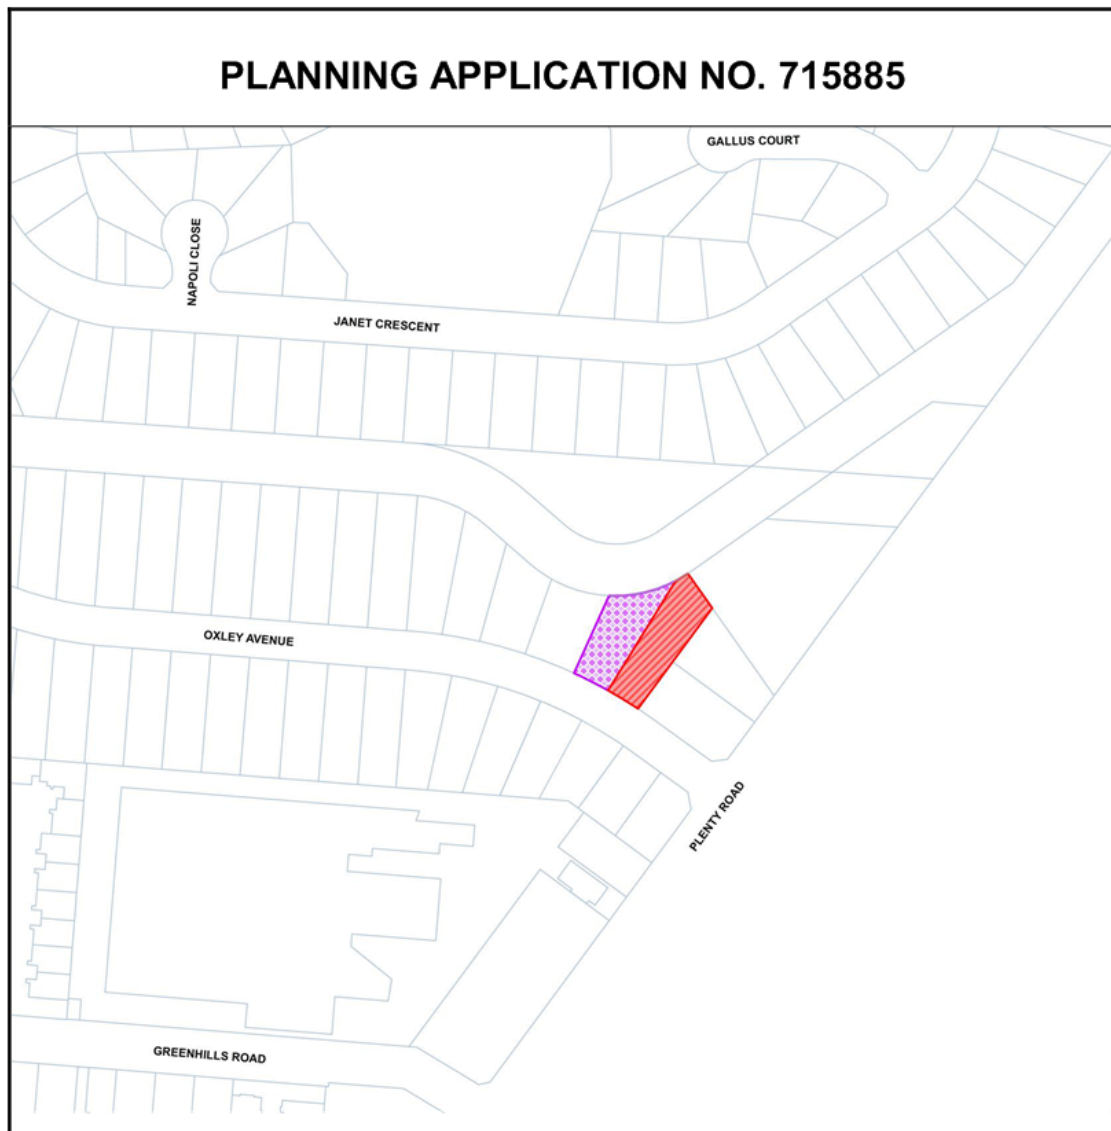 PLANNING APPLICATION NO. 715885
GALLUS COURT
NAPOLI CLOSE
JANET CRESCENT
OXLEY AVENUE
PLENTY ROAD
GREENHILLS ROAD